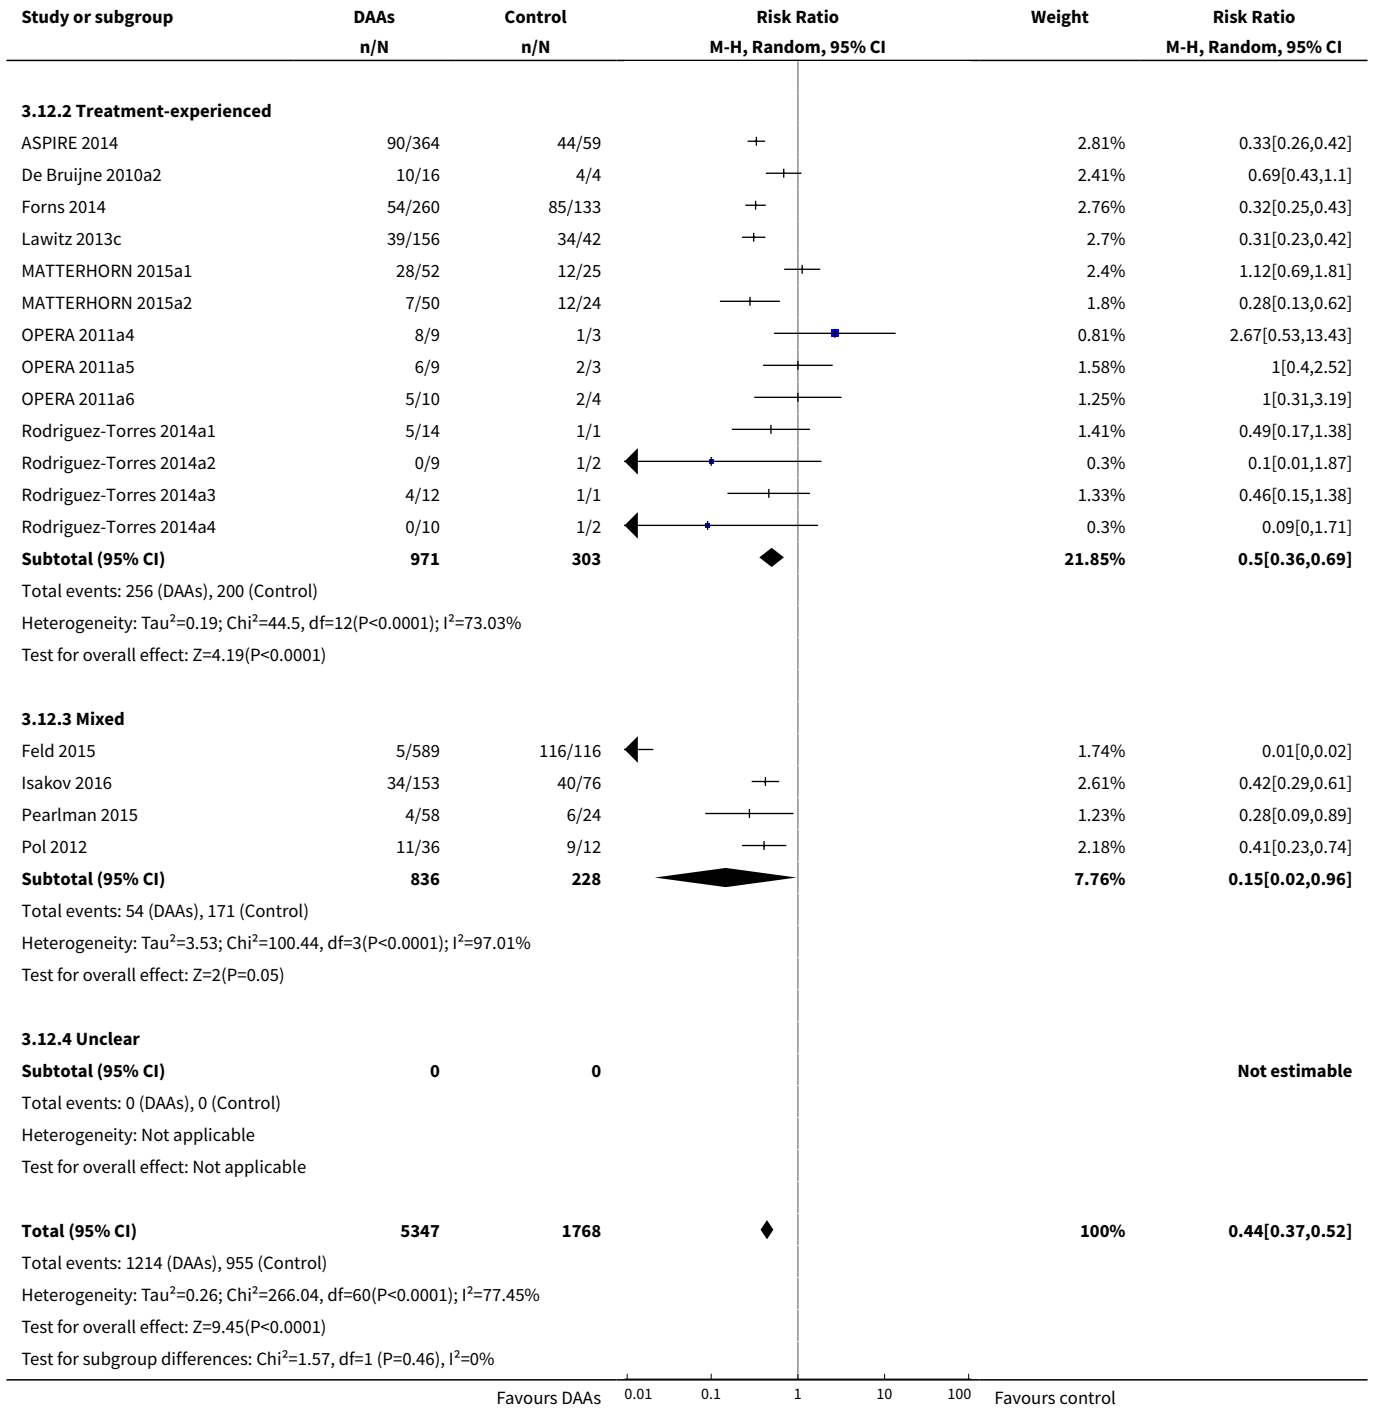 Study or subgroup DAAs Control Risk Ratio Weight Risk Ratio
n/N n/N M-H, Random, 95% CI M-H, Random, 95% CI
3.12.2 Treatment-experienced
ASPIRE 2014 90/364 44/59 2.81% 0.33[0.26,0.42]
De Bruijne 2010a2 10/16 4/4 2.41% 0.69[0.43,1.1]
Forns 2014 54/260 85/133 2.76% 0.32[0.25,0.43]
Lawitz 2013c 39/156 34/42 2.7% 0.31[0.23,0.42]
MATTERHORN 2015a1 28/52 12/25 2.4% 1.12[0.69,1.81]
MATTERHORN 2015a2 7/50 12/24 1.8% 0.28[0.13,0.62]
OPERA 2011a4 8/9 1/3 0.81% 2.67[0.53,13.43]
OPERA 2011a5 6/9 2/3 1.58% 1[0.4,2.52]
OPERA 2011a6 5/10 2/4 1.25% 1[0.31,3.19]
Rodriguez-Torres 2014a1 5/14 1/1 1.41% 0.49[0.17,1.38]
Rodriguez-Torres 2014a2 0/9 1/2 0.3% 0.1[0.01,1.87]
Rodriguez-Torres 2014a3 4/12 1/1 1.33% 0.46[0.15,1.38]
Rodriguez-Torres 2014a4 0/10 1/2 0.3% 0.09[0,1.71]
Subtotal (95% CI) 971 303 21.85% 0.5[0.36,0.69]
Total events: 256 (DAAs), 200 (Control)
Heterogeneity: Tau²=0.19; Chi²=44.5, df=12(P<0.0001); I²=73.03%
Test for overall effect: Z=4.19(P<0.0001)
3.12.3 Mixed
Feld 2015 5/589 116/116 1.74% 0.01[0,0.02]
Isakov 2016 34/153 40/76 2.61% 0.42[0.29,0.61]
Pearlman 2015 4/58 6/24 1.23% 0.28[0.09,0.89]
Pol 2012 11/36 9/12 2.18% 0.41[0.23,0.74]
Subtotal (95% CI) 836 228 7.76% 0.15[0.02,0.96]
Total events: 54 (DAAs), 171 (Control)
Heterogeneity: Tau²=3.53; Chi²=100.44, df=3(P<0.0001); I²=97.01%
Test for overall effect: Z=2(P=0.05)
3.12.4 Unclear
Subtotal (95% CI) 0 0 Not estimable
Total events: 0 (DAAs), 0 (Control)
Heterogeneity: Not applicable
Test for overall effect: Not applicable
Total (95% CI) 5347 1768 100% 0.44[0.37,0.52]
Total events: 1214 (DAAs), 955 (Control)
Heterogeneity: Tau²=0.26; Chi²=266.04, df=60(P<0.0001); I²=77.45%
Test for overall effect: Z=9.45(P<0.0001)
Test for subgroup differences: Chi²=1.57, df=1 (P=0.46), I²=0%
Favours DAAs 0.01 0.1 1 10 100 Favours control